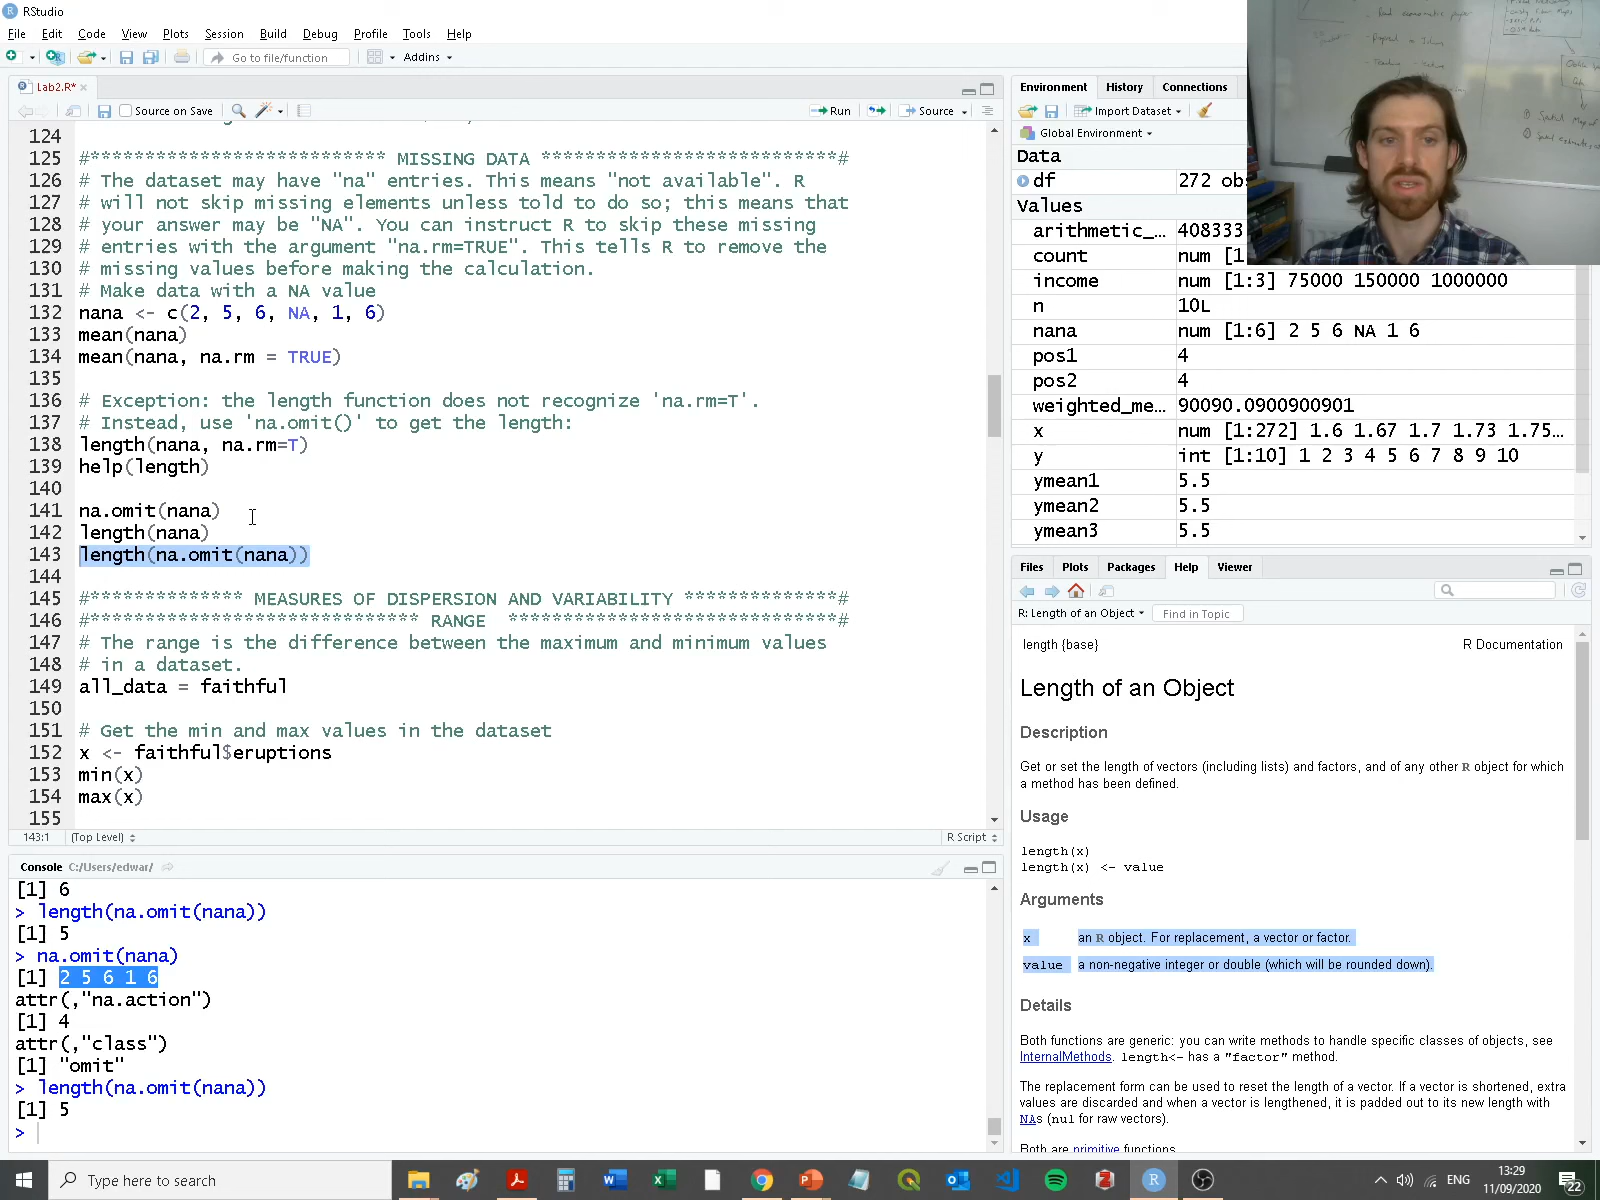 RStudio
File Edit Code View Plots Session Build Debug Profile Tools Help
Go to file/function Addins
Lab2.R*
Source on Save Run Source
124
125 #*************************** MISSING DATA ***************************#
126 # The dataset may have "na" entries. This means "not available". R
127 # will not skip missing elements unless told to do so; this means that
128 # your answer may be "NA". You can instruct R to skip these missing
129 # entries with the argument "na.rm=TRUE". This tells R to remove the
130 # missing values before making the calculation.
131 # Make data with a NA value
132 nana <- c(2, 5, 6, NA, 1, 6)
133 mean(nana)
134 mean(nana, na.rm = TRUE)
135
136 # Exception: the length function does not recognize 'na.rm=T'.
137 # Instead, use 'na.omit()' to get the length:
138 length(nana, na.rm=T)
139 help(length)
140
141 na.omit(nana)
142 length(nana)
143 length(na.omit(nana))
144
145 #************** MEASURES OF DISPERSION AND VARIABILITY **************#
146 #****************************** RANGE ******************************#
147 # The range is the difference between the maximum and minimum values
148 # in a dataset.
149 all_data = faithful
150
151 # Get the min and max values in the dataset
152 x <- faithful$eruptions
153 min(x)
154 max(x)
155
143:1 (Top Level) R Script
Console C:/Users/edwar/
[1] 6
> length(na.omit(nana))
[1] 5
> na.omit(nana)
[1] 2 5 6 1 6
attr(,"na.action")
[1] 4
attr(,"class")
[1] "omit"
> length(na.omit(nana))
[1] 5
>
Environment History Connections
Import Dataset
Global Environment
Data
df 272 obs
Values
arithmetic_… 408333
count num [1
income num [1:3] 75000 150000 1000000
n 10L
nana num [1:6] 2 5 6 NA 1 6
pos1 4
pos2 4
weighted_me… 90090.0900900901
x num [1:272] 1.6 1.67 1.7 1.73 1.75…
y int [1:10] 1 2 3 4 5 6 7 8 9 10
ymean1 5.5
ymean2 5.5
ymean3 5.5
Files Plots Packages Help Viewer
R: Length of an Object Find in Topic
length {base} R Documentation
Length of an Object
Description
Get or set the length of vectors (including lists) and factors, and of any other R object for which
a method has been defined.
Usage
length(x)
length(x) <- value
Arguments
x an R object. For replacement, a vector or factor.
value a non-negative integer or double (which will be rounded down).
Details
Both functions are generic: you can write methods to handle specific classes of objects, see
InternalMethods. length<- has a "factor" method.
The replacement form can be used to reset the length of a vector. If a vector is shortened, extra
values are discarded and when a vector is lengthened, it is padded out to its new length with
NAs (nul for raw vectors).
Both are primitive functions
Type here to search
ENG
13:29
11/09/2020
22